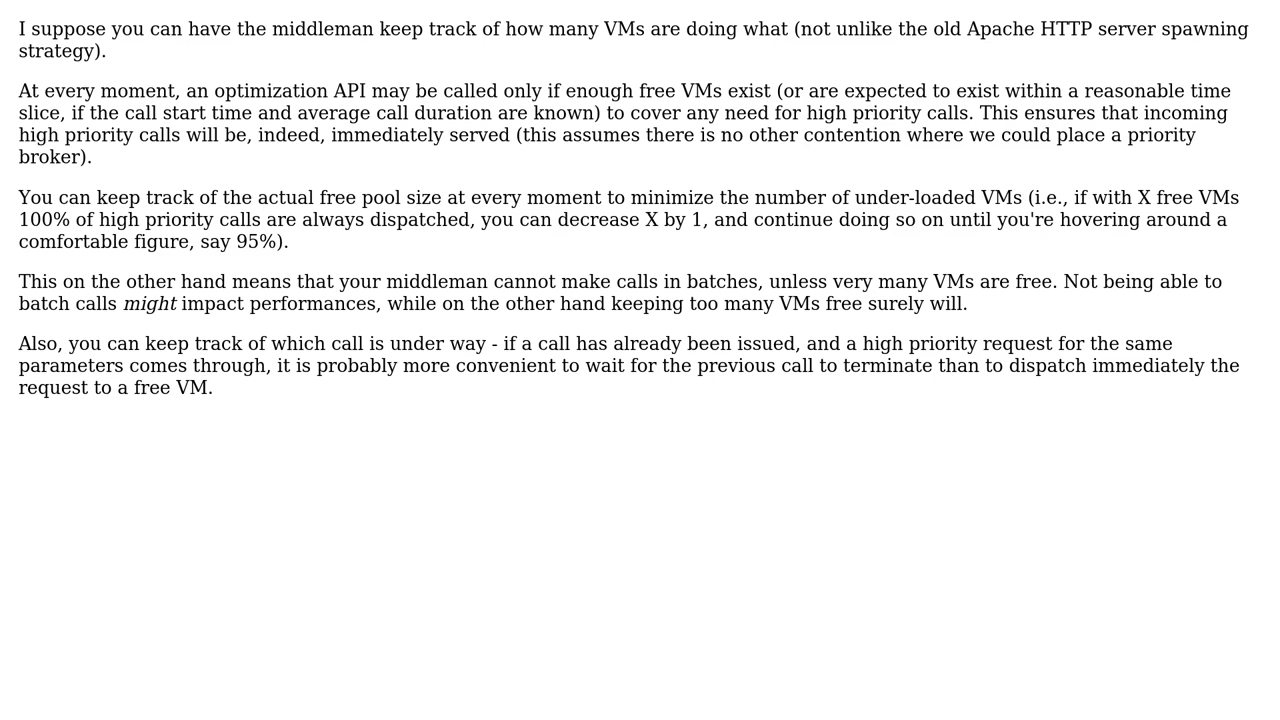 I suppose you can have the middleman keep track of how many VMs are doing what (not unlike the old Apache HTTP server spawning
strategy).
At every moment, an optimization API may be called only if enough free VMs exist (or are expected to exist within a reasonable time
slice, if the call start time and average call duration are known) to cover any need for high priority calls. This ensures that incoming
high priority calls will be, indeed, immediately served (this assumes there is no other contention where we could place a priority
broker).
You can keep track of the actual free pool size at every moment to minimize the number of under-loaded VMs (i.e., if with X free VMs
100% of high priority calls are always dispatched, you can decrease X by 1, and continue doing so on until you're hovering around a
comfortable figure, say 95%).
This on the other hand means that your middleman cannot make calls in batches, unless very many VMs are free. Not being able to
batch calls might impact performances, while on the other hand keeping too many VMs free surely will.
Also, you can keep track of which call is under way - if a call has already been issued, and a high priority request for the same
parameters comes through, it is probably more convenient to wait for the previous call to terminate than to dispatch immediately the
request to a free VM.